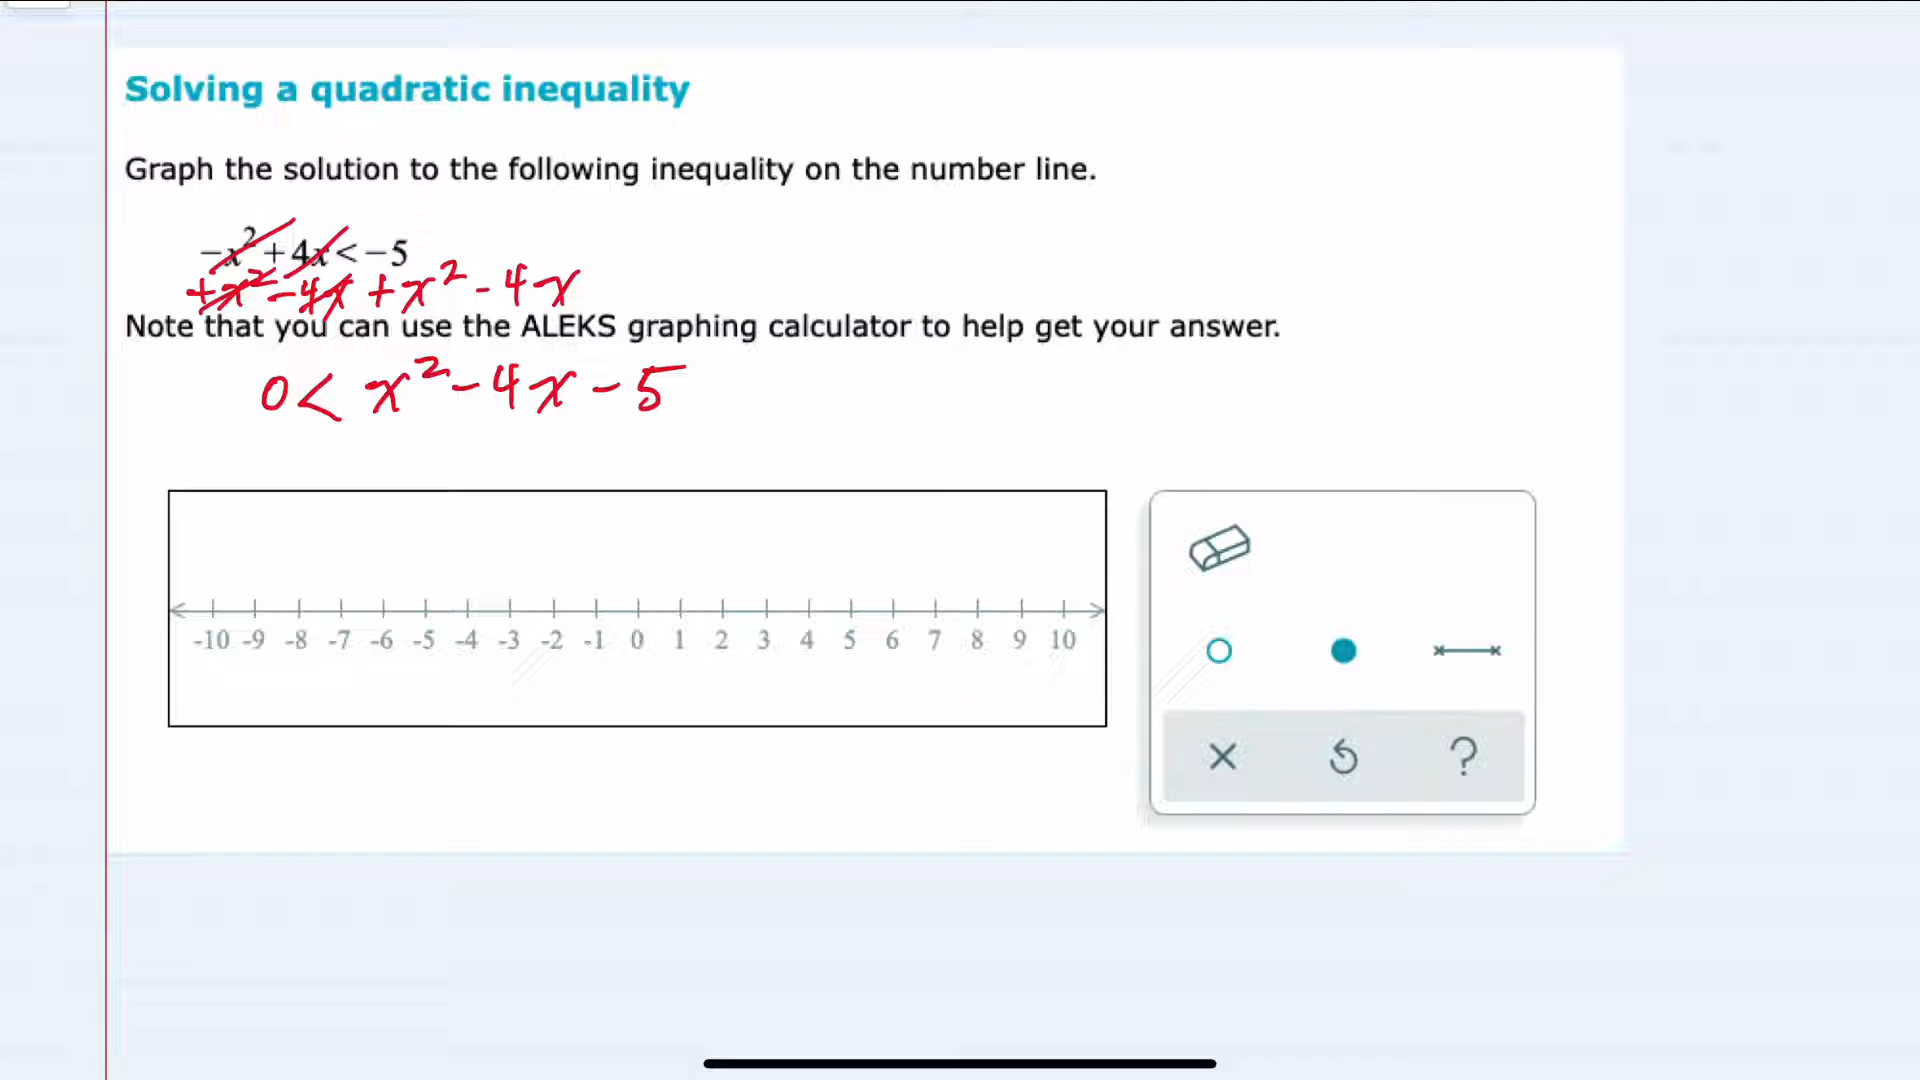 Solving a quadratic inequality
Graph the solution to the following inequality on the number line.
−x²+4x<−5
+x²−4x +x²−4x
Note that you can use the ALEKS graphing calculator to help get your answer.
0< x²−4x−5
-10 -9 -8 -7 -6 -5 -4 -3 -2 -1 0 1 2 3 4 5 6 7 8 9 10
?